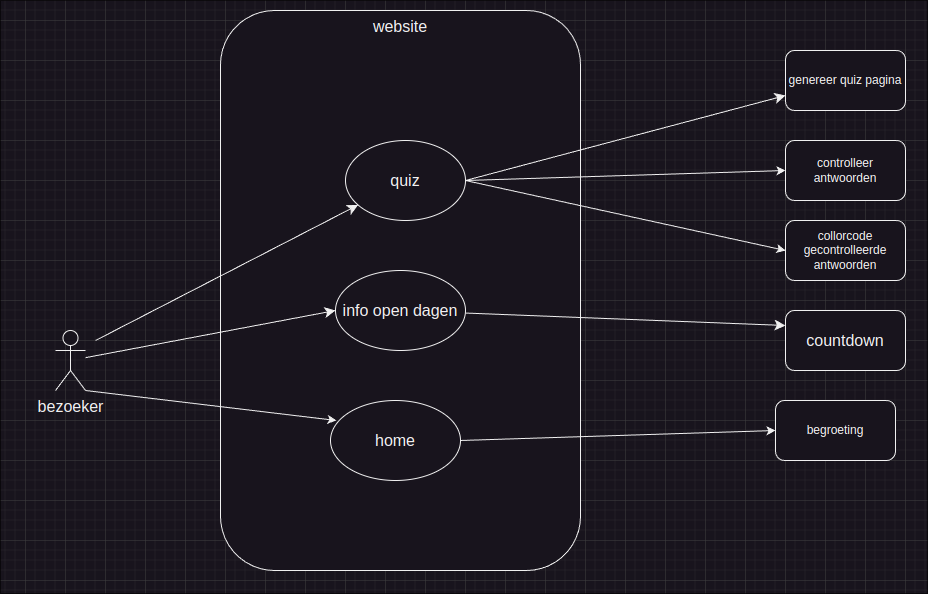 website
genereer quiz pagina
controlleer
antwoorden
quiz
collorcode
gecontrolleerde
antwoorden
info open dagen
countdown
bezoeker
home
begroeting